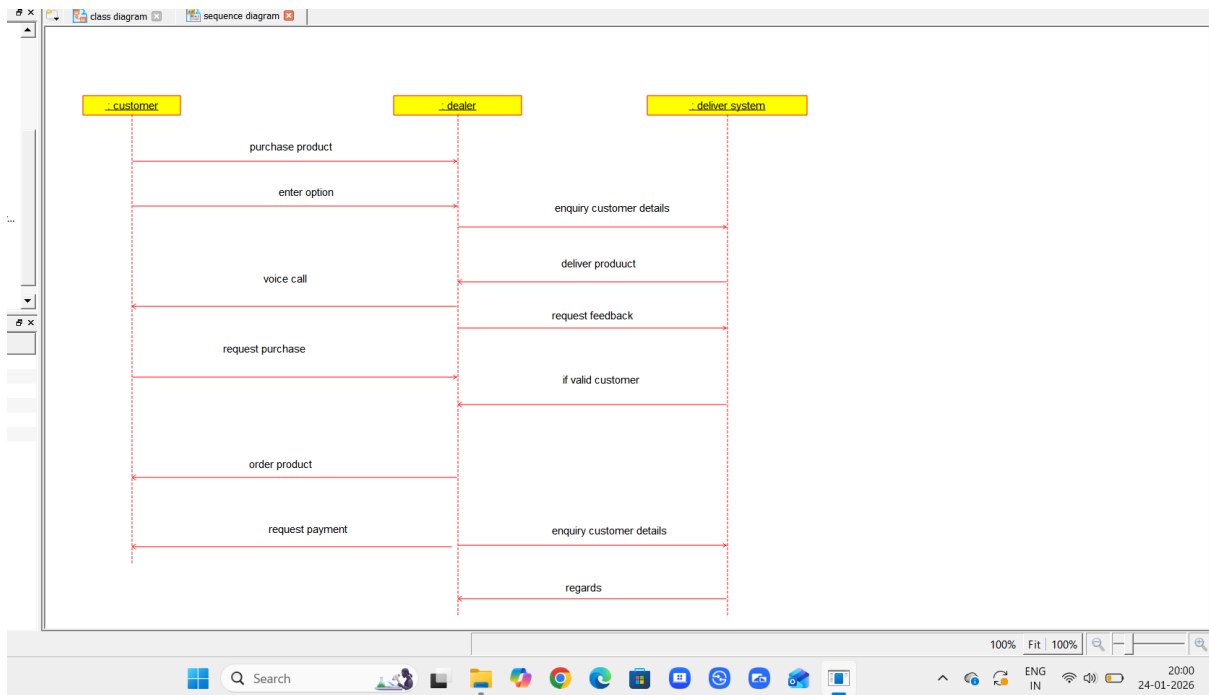 class diagram
sequence diagram
: customer
: dealer
: deliver system
purchase product
enter option
enquiry customer details
deliver produuct
voice call
request feedback
request purchase
if valid customer
order product
request payment
enquiry customer details
regards
100% Fit 100%
Search
ENG
IN
20:00
24-01-2026